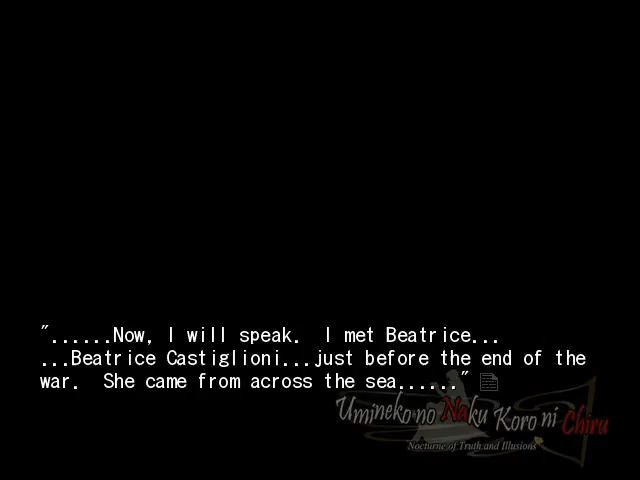 "......Now, I will speak.  I met Beatrice...
...Beatrice Castiglioni...just before the end of the
war.  She came from across the sea......"
Umineko no Naku Koro ni Chiru
Nocturne of Truth and Illusions